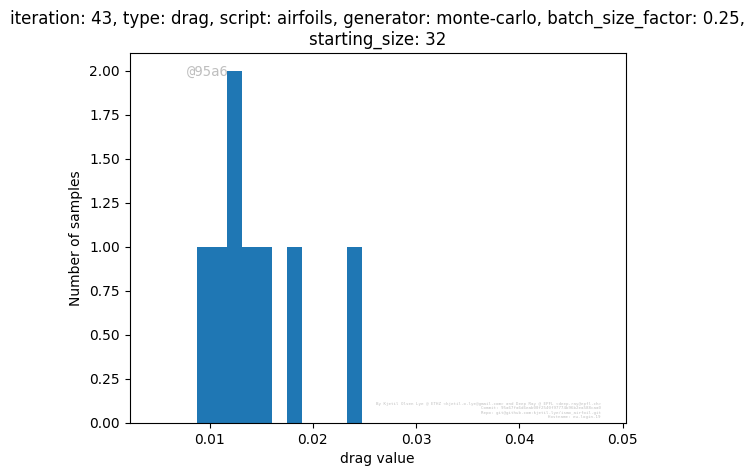 iteration: 43, type: drag, script: airfoils, generator: monte-carlo, batch_size_factor: 0.25,
starting_size: 32
@95a6
2.00
1.75
1.50
1.25
1.00
0.75
0.50
0.25
0.00
Number of samples
0.01
0.02
0.03
0.04
0.05
drag value